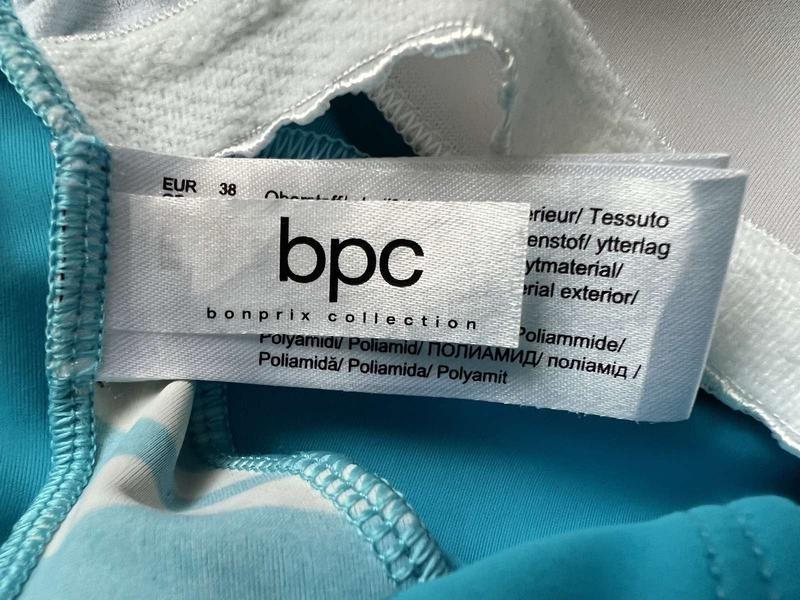 EUR 38
bpc
bonprix collection
erieur/ Tessuto
enstof/ ytterlag
ytmaterial/
erial exterior/
Poliammide/
Polyamidi/ Poliamid/ ПОЛИАМИД/ поліамід /
Poliamidă/ Poliamida/ Polyamit